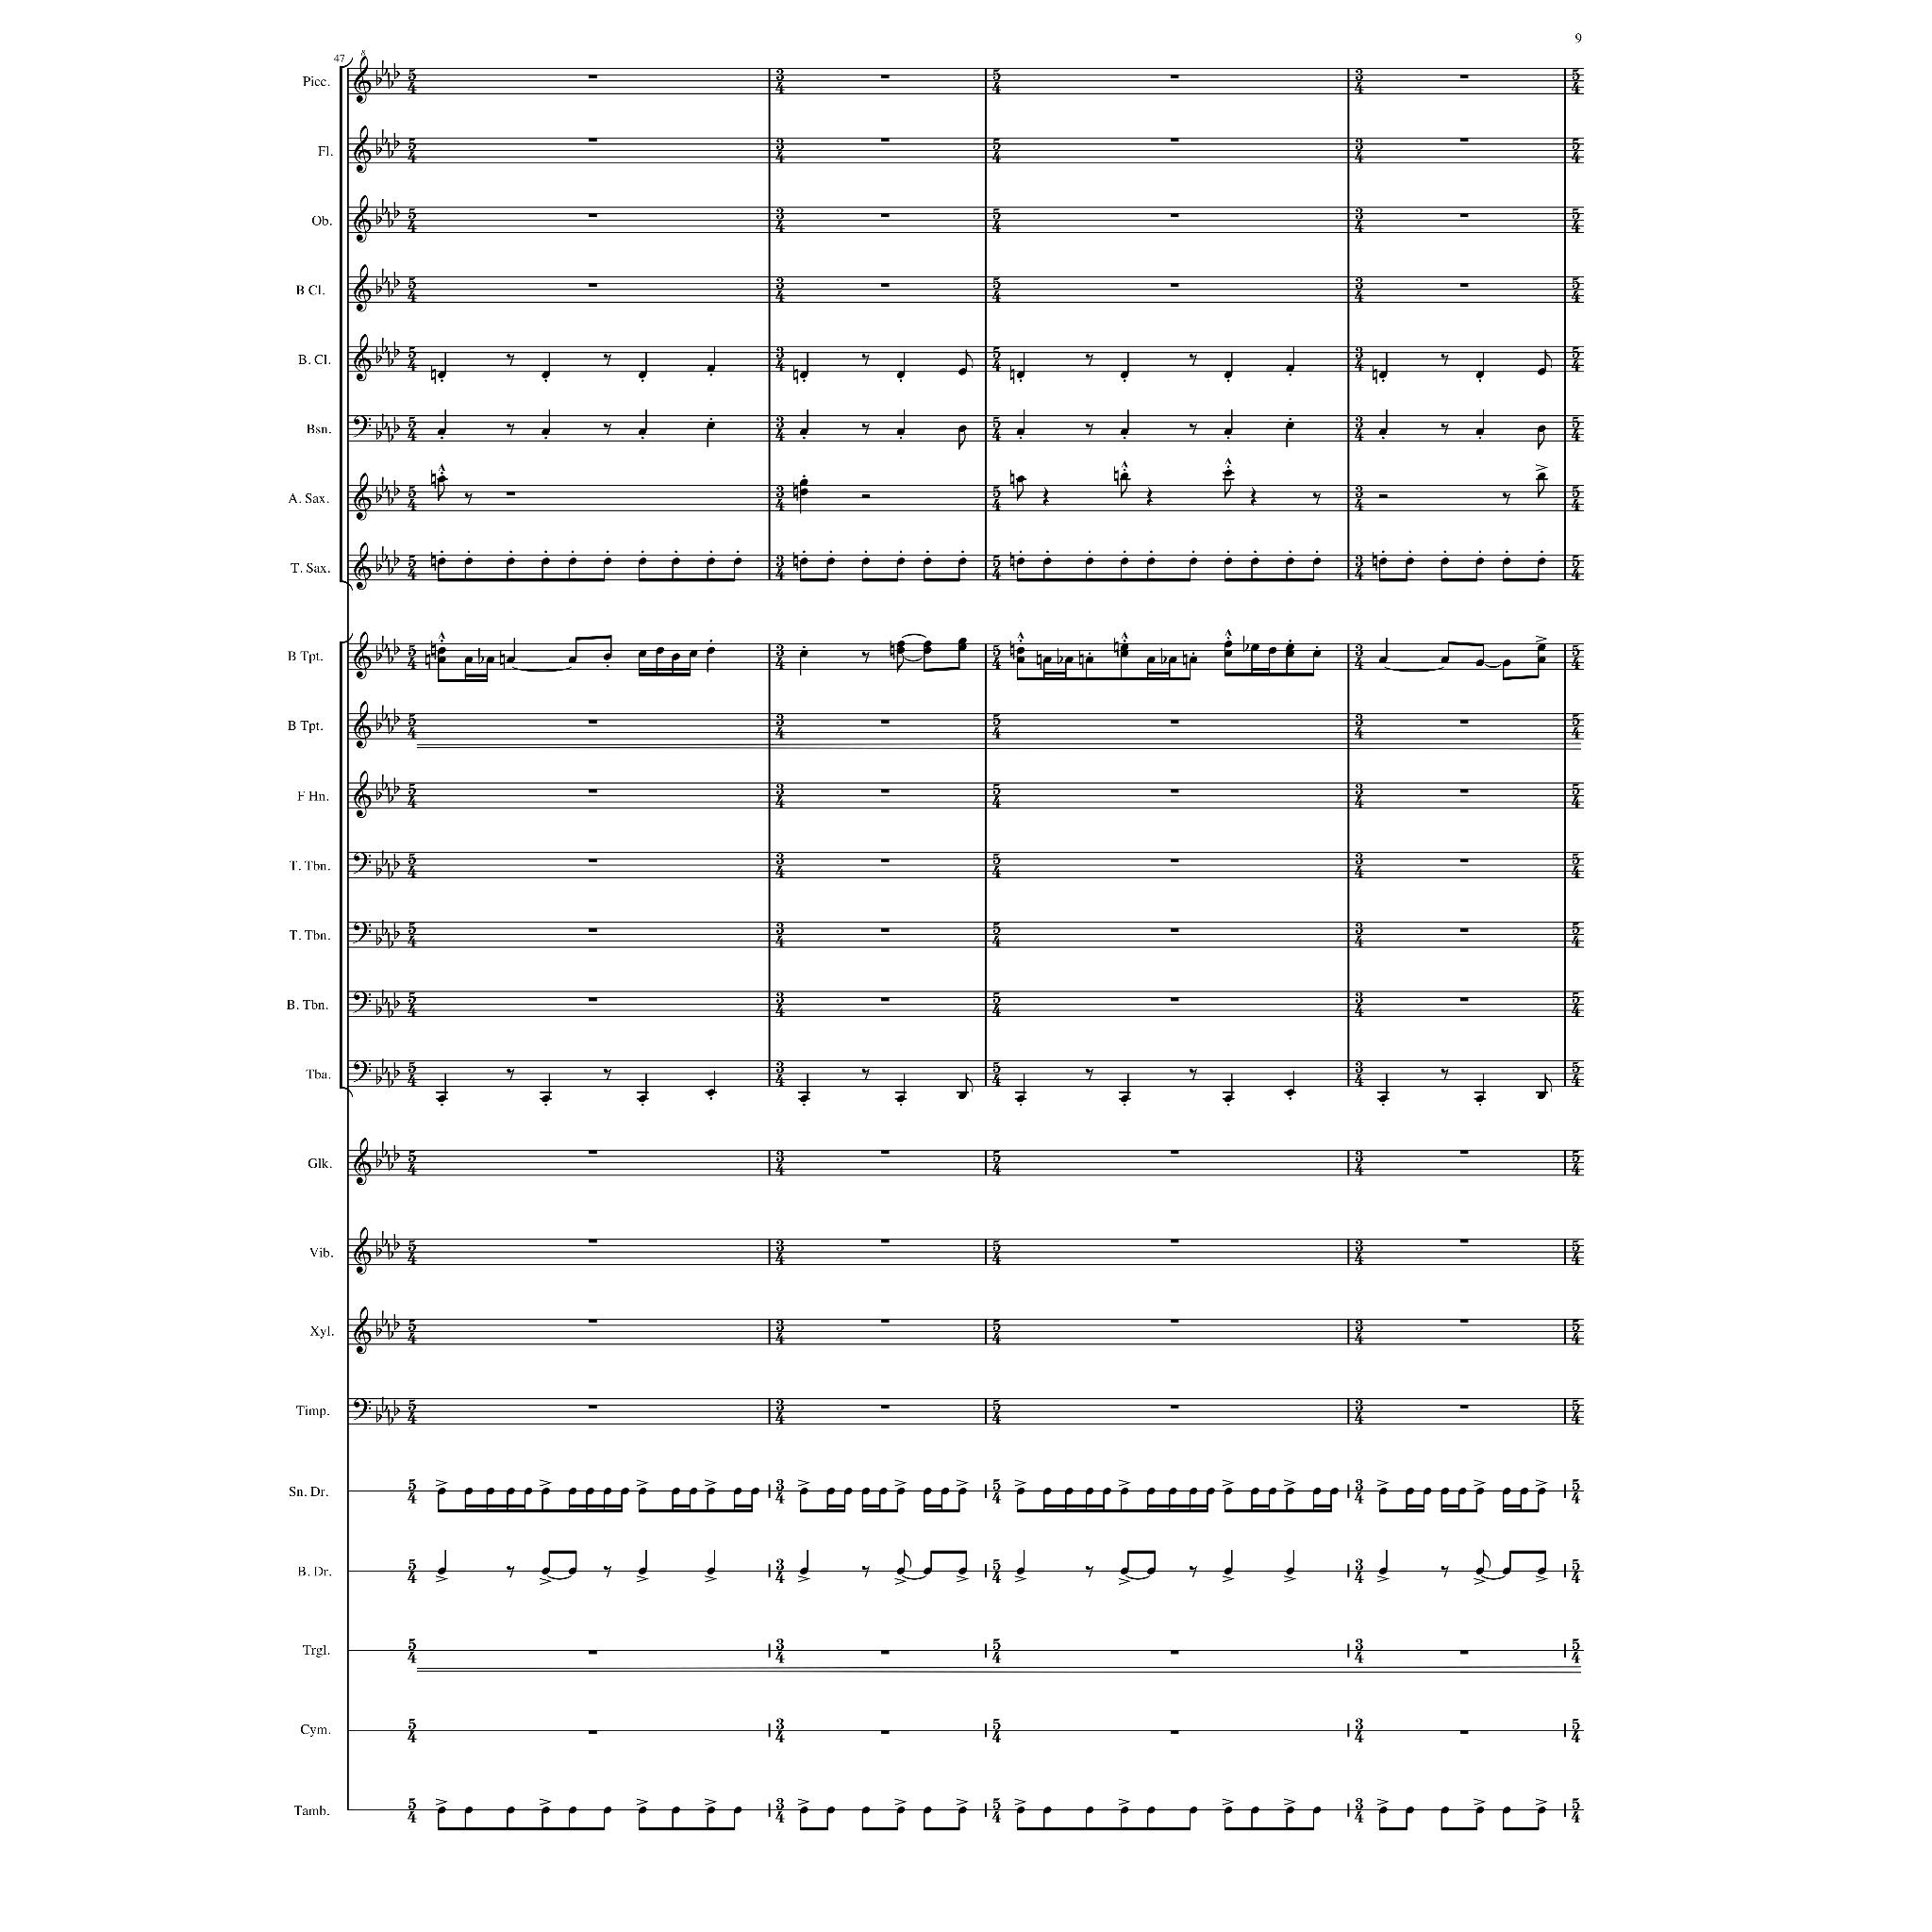 9
47
Picc.
Fl.
Ob.
B Cl.
B. Cl.
Bsn.
A. Sax.
T. Sax.
B Tpt.
B Tpt.
F Hn.
T. Tbn.
T. Tbn.
B. Tbn.
Tba.
Glk.
Vib.
Xyl.
Timp.
Sn. Dr.
B. Dr.
Trgl.
Cym.
Tamb.